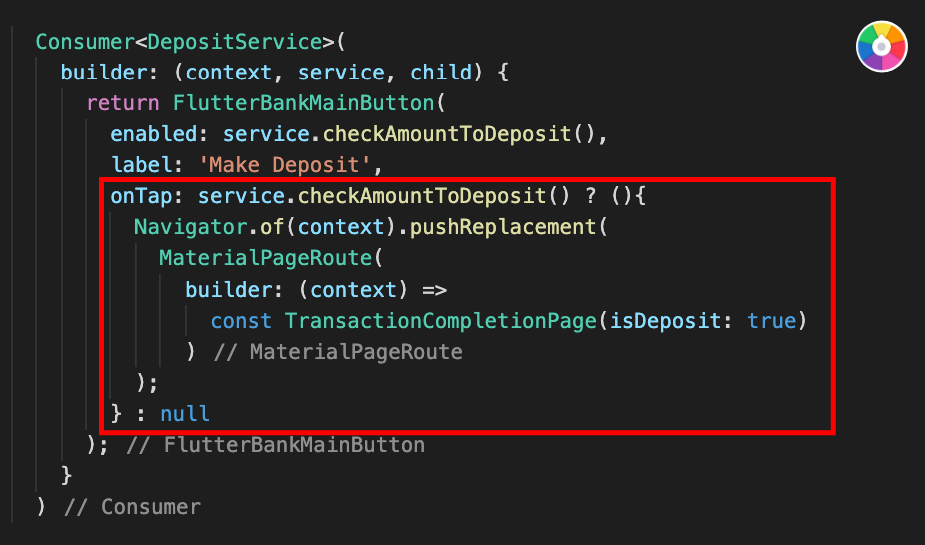 Consumer<DepositService>(
builder: (context, service, child) {
return FlutterBankMainButton(
enabled: service.checkAmountToDeposit(),
label: 'Make Deposit',
onTap: service.checkAmountToDeposit() ? (){
Navigator.of(context).pushReplacement(
MaterialPageRoute(
builder: (context) =>
const TransactionCompletionPage(isDeposit: true)
) // MaterialPageRoute
);
} : null
); // FlutterBankMainButton
}
) // Consumer